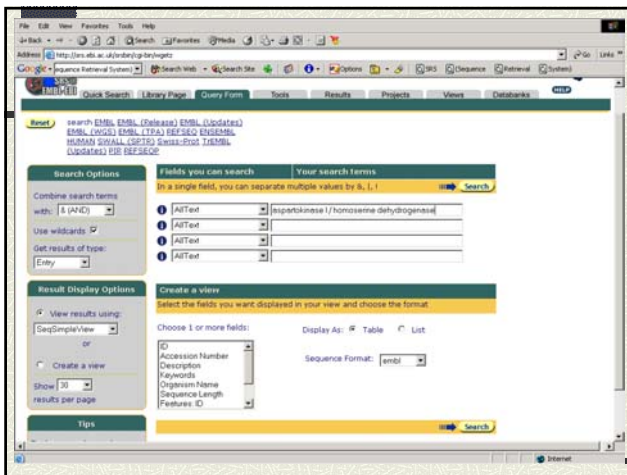 File Edit View Favorites Tools Help
Back Search Favorites Media
Address http://srs.ebi.ac.uk/srsbin/cgi-bin/wgetz Go Links
Google Search Web Search Site Options SRS Sequence Retrieval System
Quick Search Library Page Query Form Tools Results Projects Views Databanks HELP
Reset search EMBL EMBL (Release) EMBL (Updates)
EMBL (WGS) EMBL (TPA) REFSEQ ENSEMBL
HUMAN SWALL (SPTR) Swiss-Prot TrEMBL
(Updates) PIR REFSEQP
Search Options
Combine search terms
with: & (AND)
Use wildcards
Get results of type:
Entry
Fields you can search Your search terms
In a single field, you can separate multiple values by &, |, ! Search
AllText aspartokinase I/ homoserine dehydrogenase
AllText
AllText
AllText
Result Display Options
View results using:
SeqSimpleView
or
Create a view
Show 30
results per page
Create a view
Select the fields you want displayed in your view and choose the format
Choose 1 or more fields:
ID
Accession Number
Description
Keywords
Organism Name
Sequence Length
Features: ID
Display As: Table List
Sequence Format: embl
Search
Tips
Internet